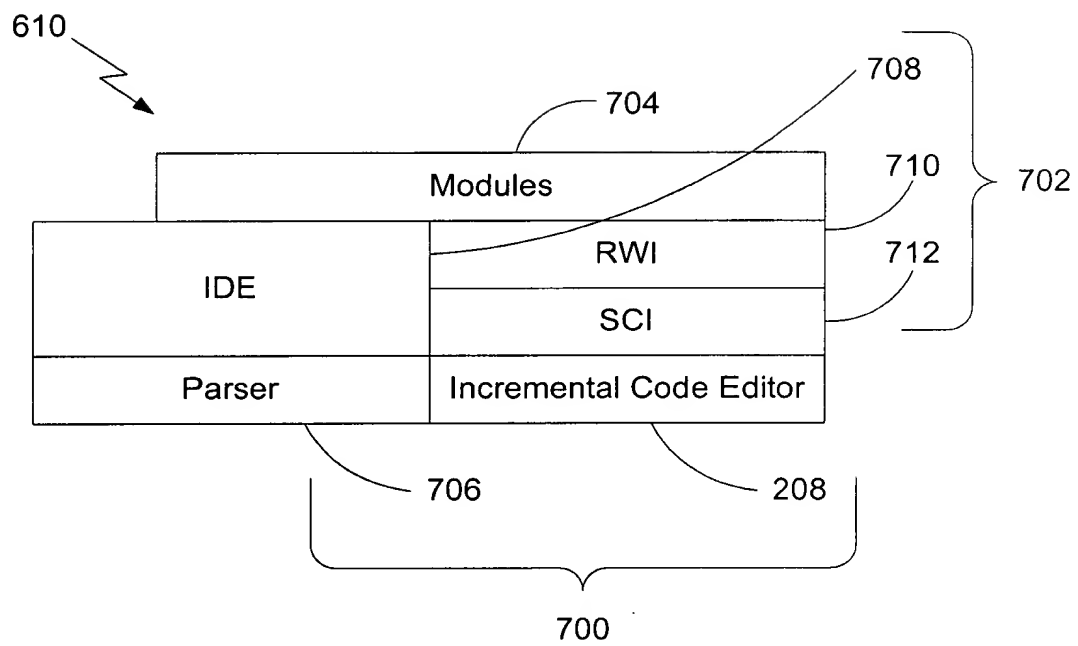 610
708
704
710
702
Modules
RWI
712
IDE
SCI
Parser
Incremental Code Editor
706
208
700